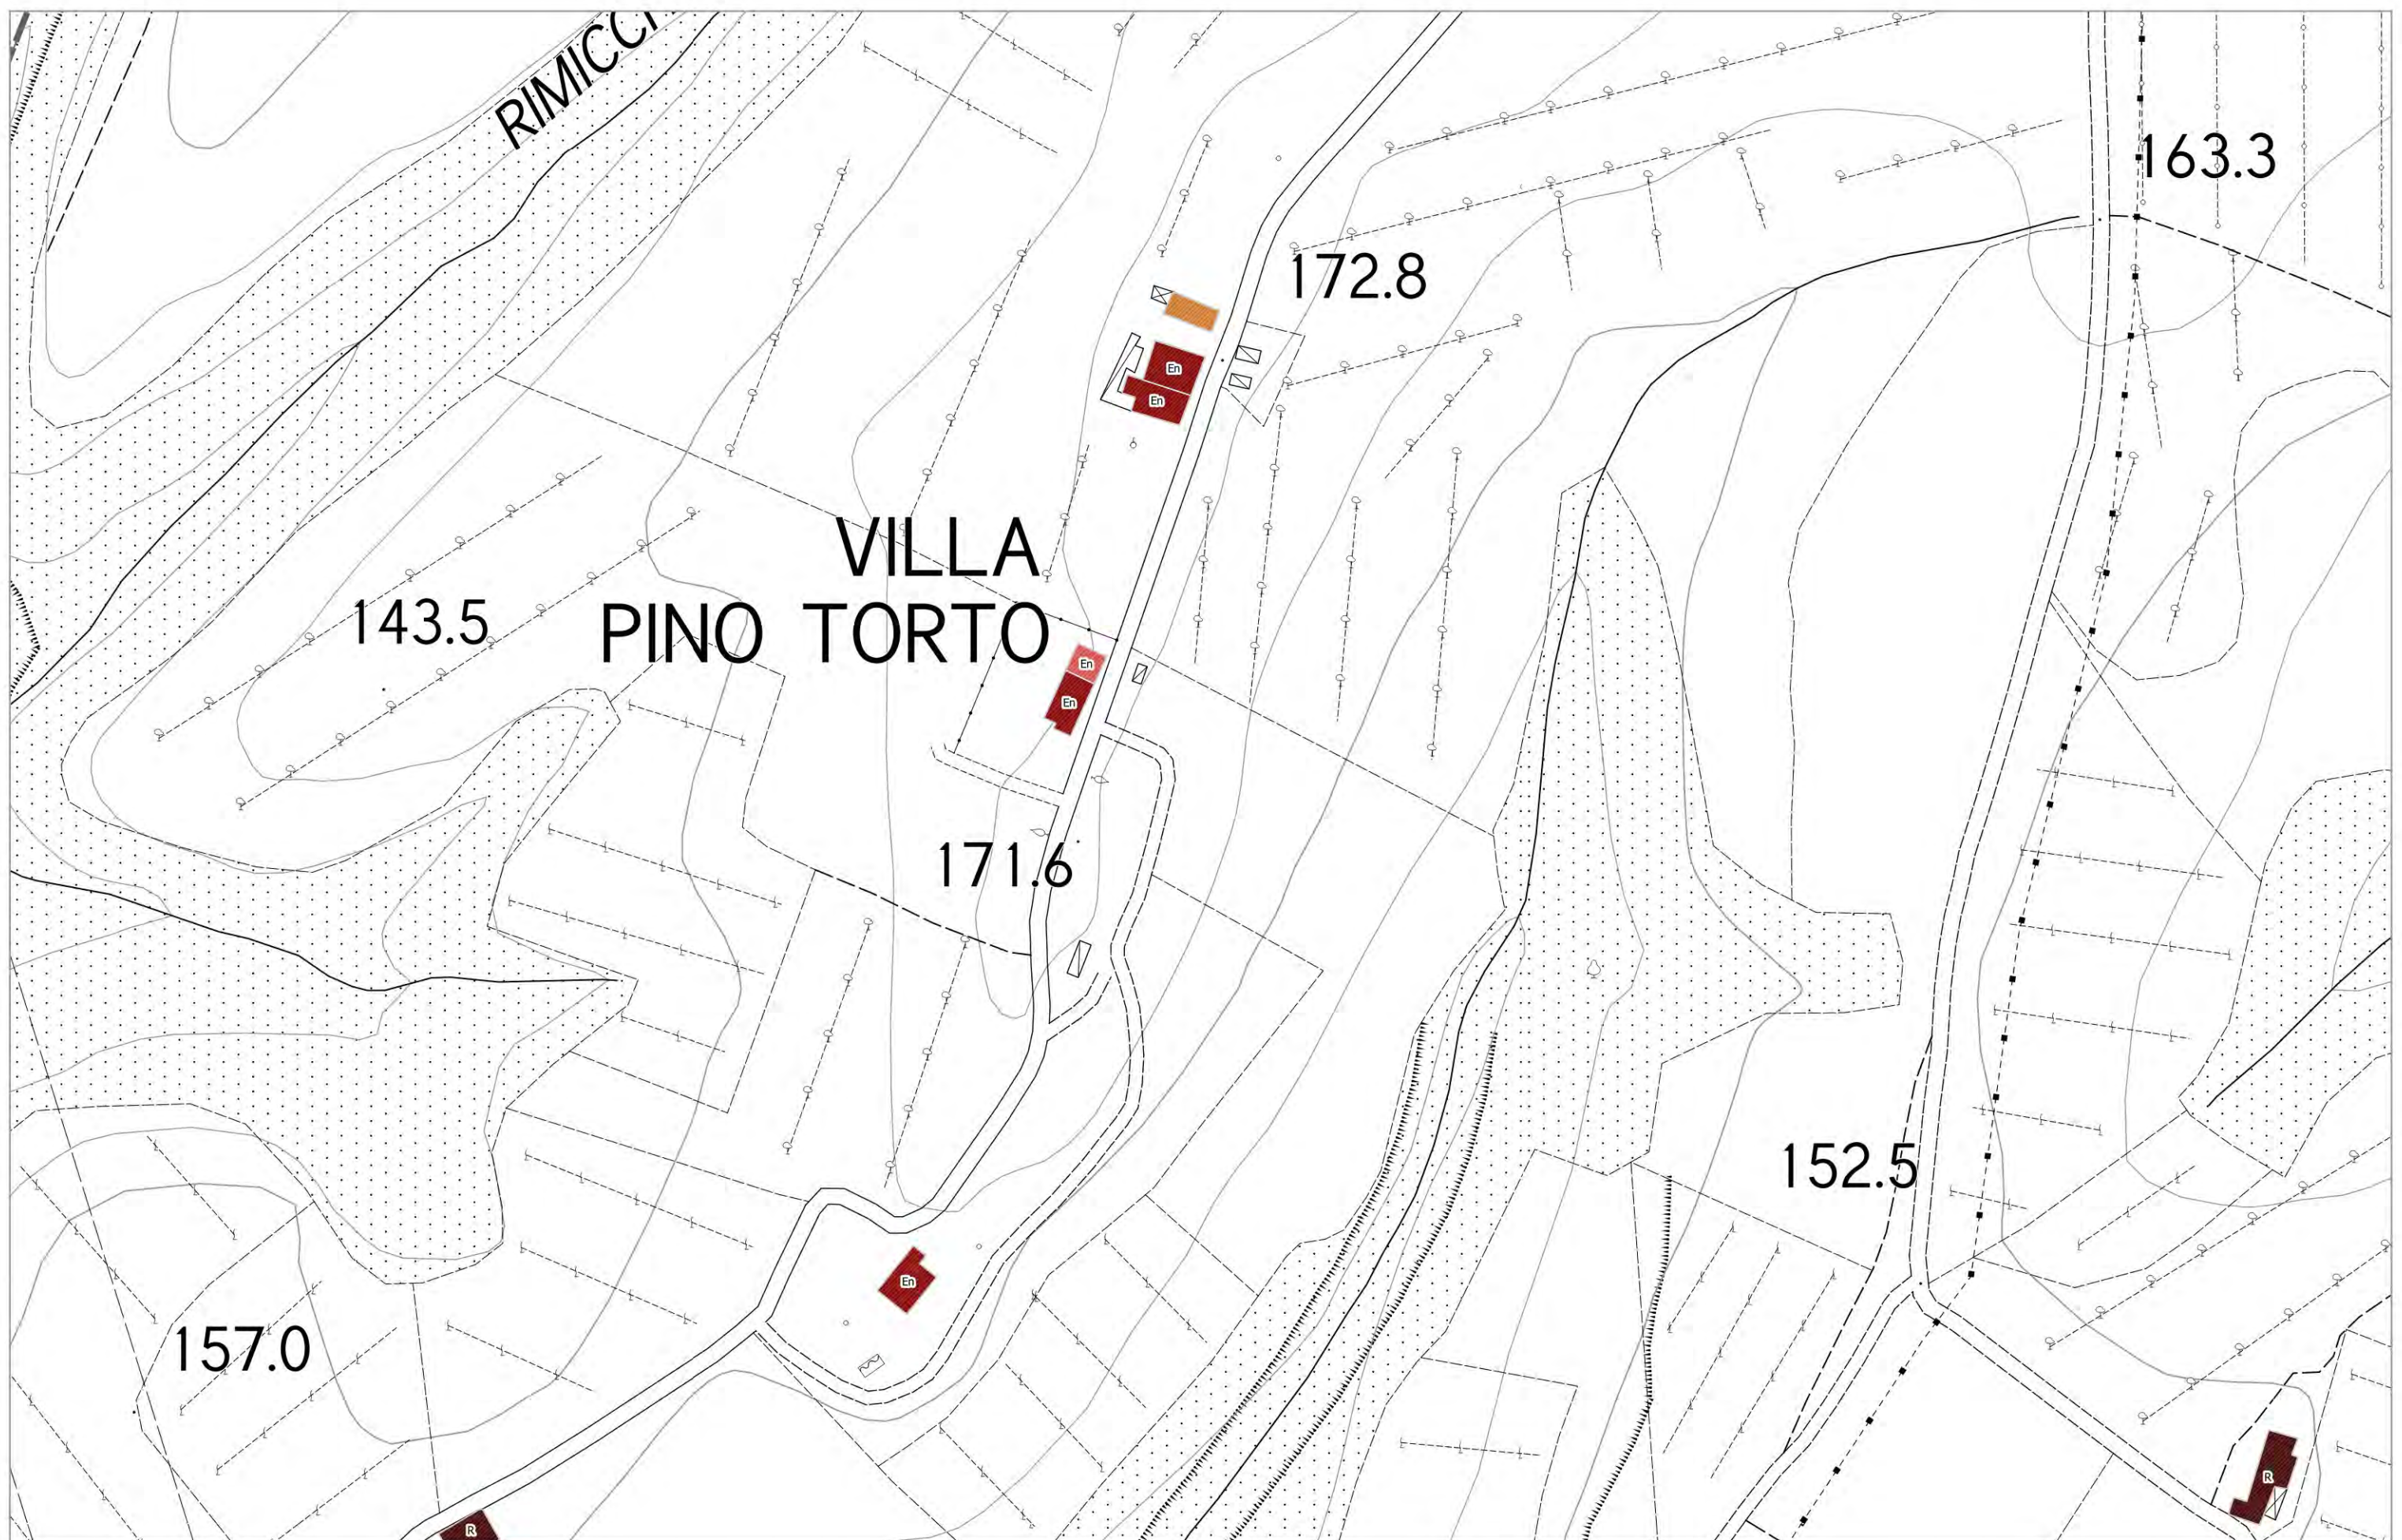 RIMICCI
163.3
172.8
En
En
VILLA
PINO TORTO
143.5
En
En
171.6
152.5
En
157.0
R
R